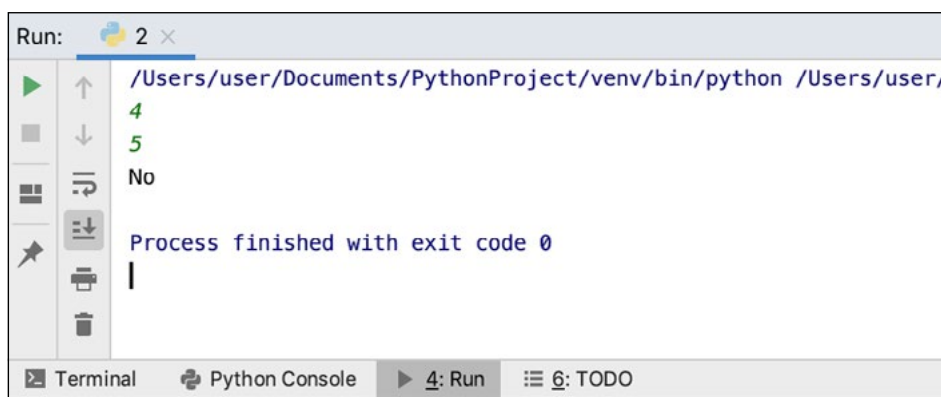 Run: 2
/Users/user/Documents/PythonProject/venv/bin/python /Users/user/
4
5
No
Process finished with exit code 0
Terminal Python Console 4: Run 6: TODO